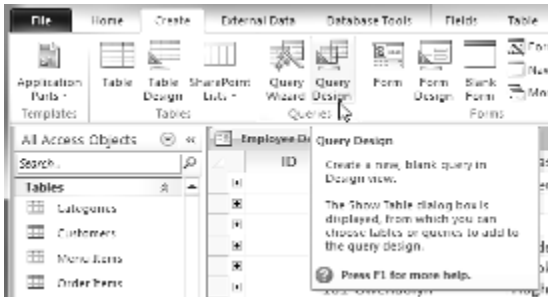 File Home Create External Data Database Tools Fields Table
Application Parts Table Table Design SharePoint Lists Query Wizard Query Design Form Form Design Blank Form
Templates Tables Queries Forms
All Access Objects
Search..
Tables
Categories
Customers
Menu Items
Order Items
Employee
ID
Query Design
Create a new, blank query in
Design view.
The Show Table dialog box is
displayed, from which you can
choose tables or queries to add to
the query design.
Press F1 for more help.